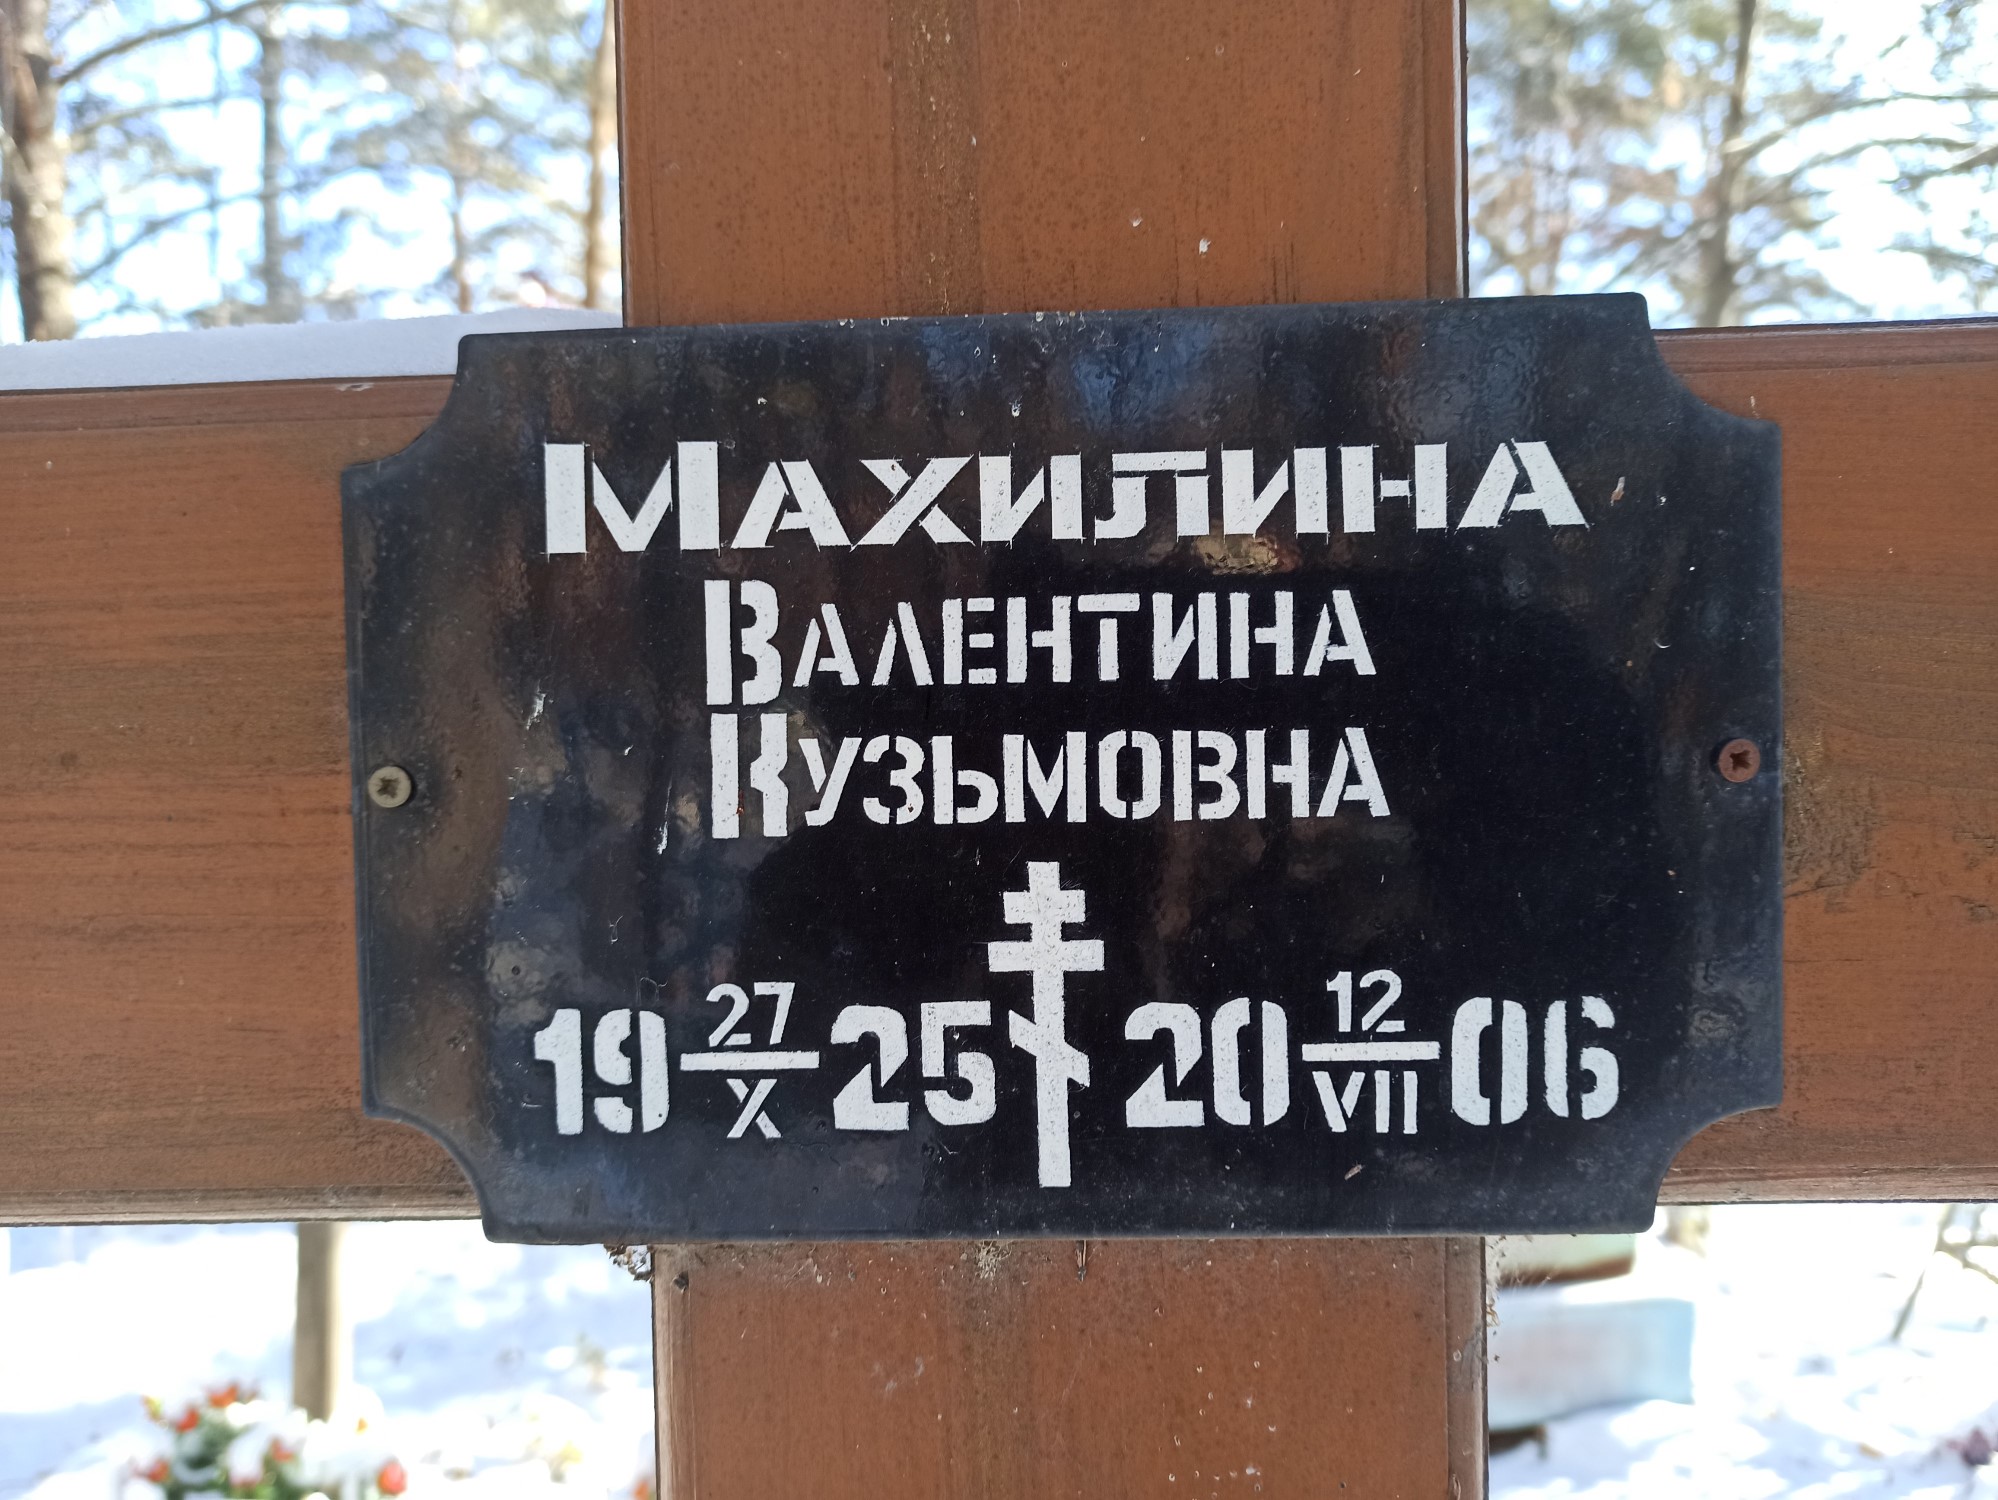 Махилина
Валентина
Кузьмовна
19 27/X 25 20 12/VII 06